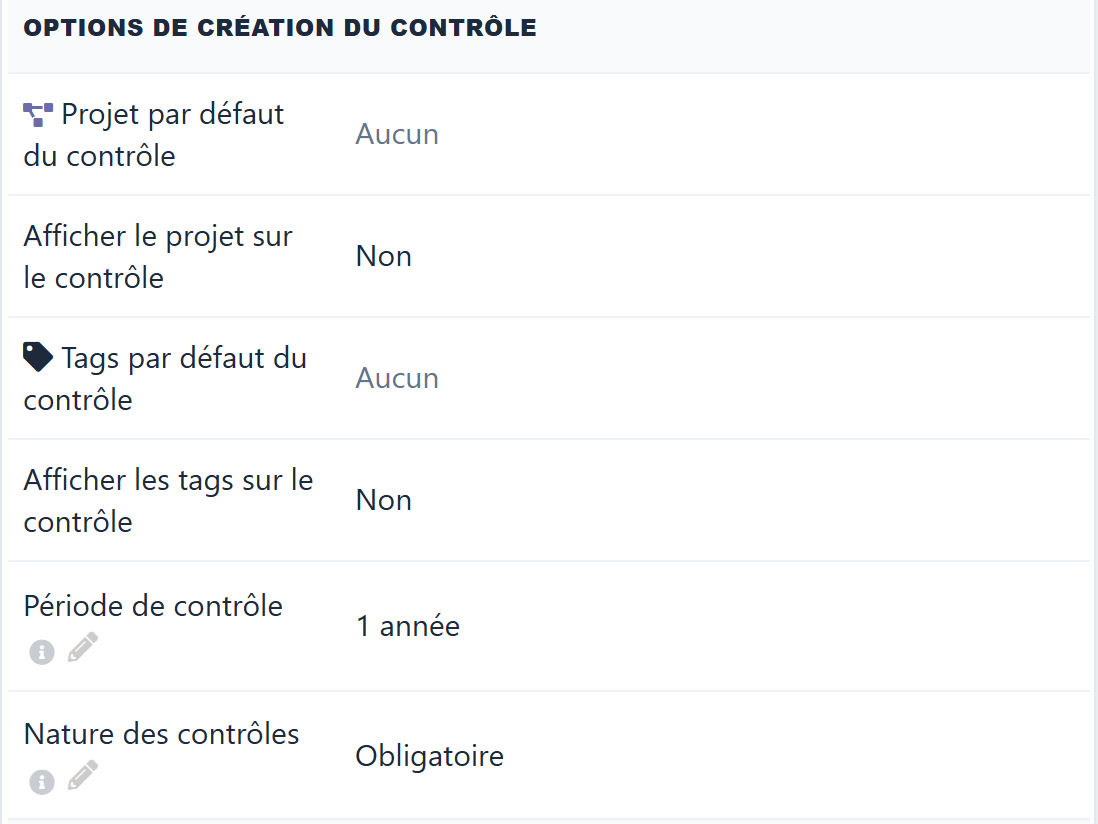 OPTIONS DE CRÉATION DU CONTRÔLE
Projet par défaut
du contrôle
Aucun
Afficher le projet sur
le contrôle
Non
Tags par défaut du
contrôle
Aucun
Afficher les tags sur le
contrôle
Non
Période de contrôle
1 année
Nature des contrôles
Obligatoire